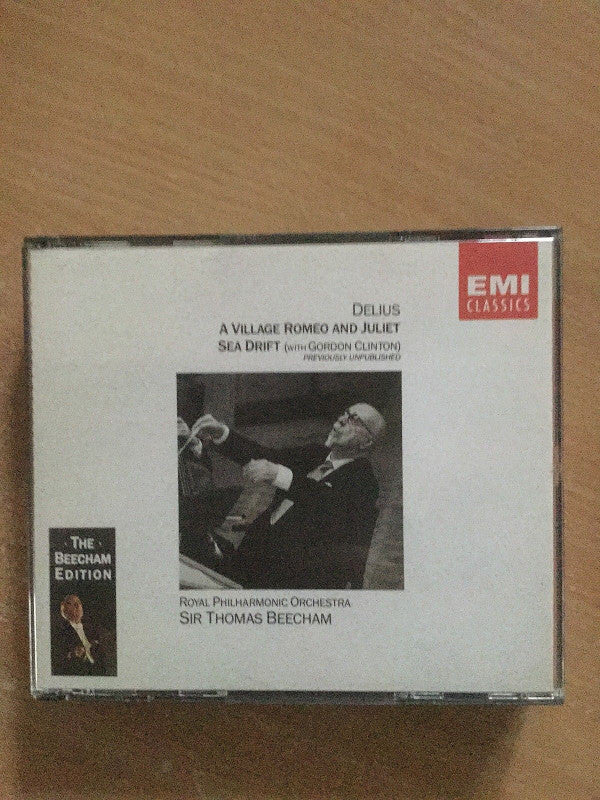 EMI
CLASSICS
DELIUS
A VILLAGE ROMEO AND JULIET
SEA DRIFT (WITH GORDON CLINTON)
PREVIOUSLY UNPUBLISHED
· THE ·
BEECHAM
EDITION
ROYAL PHILHARMONIC ORCHESTRA
SIR THOMAS BEECHAM